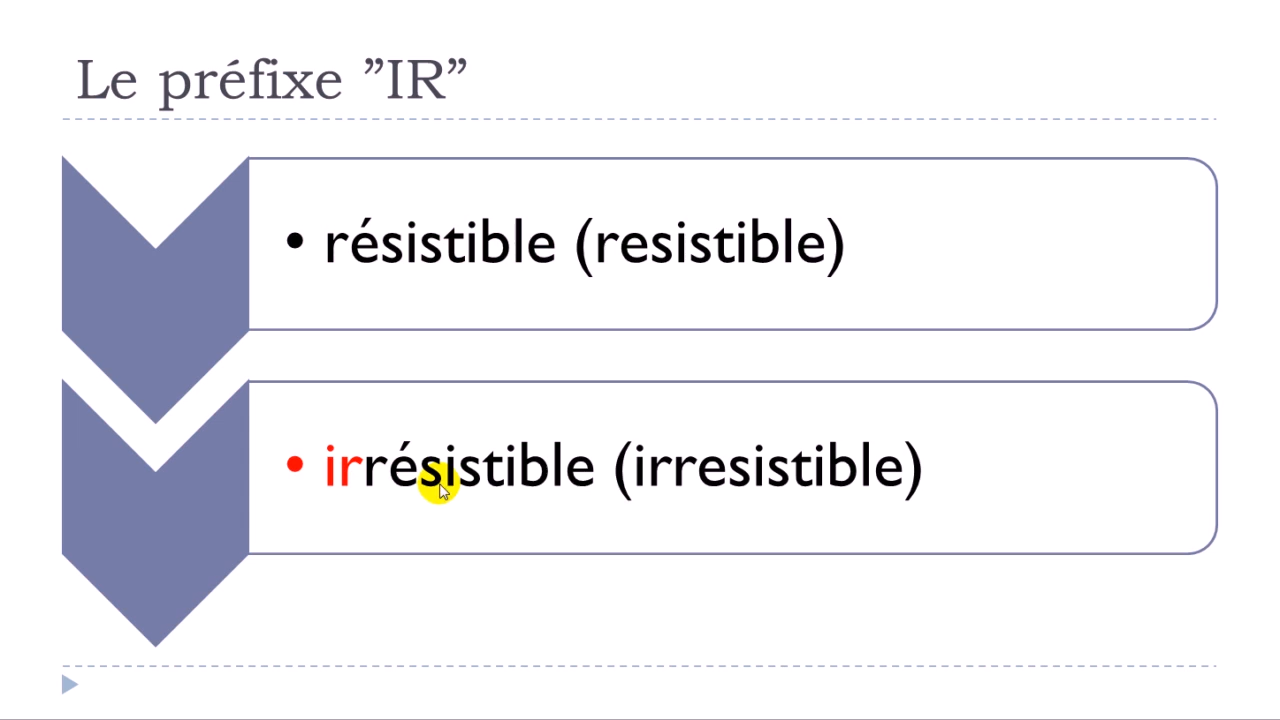 Le préfixe ”IR”
• résistible (resistible)
• irrésistible (irresistible)